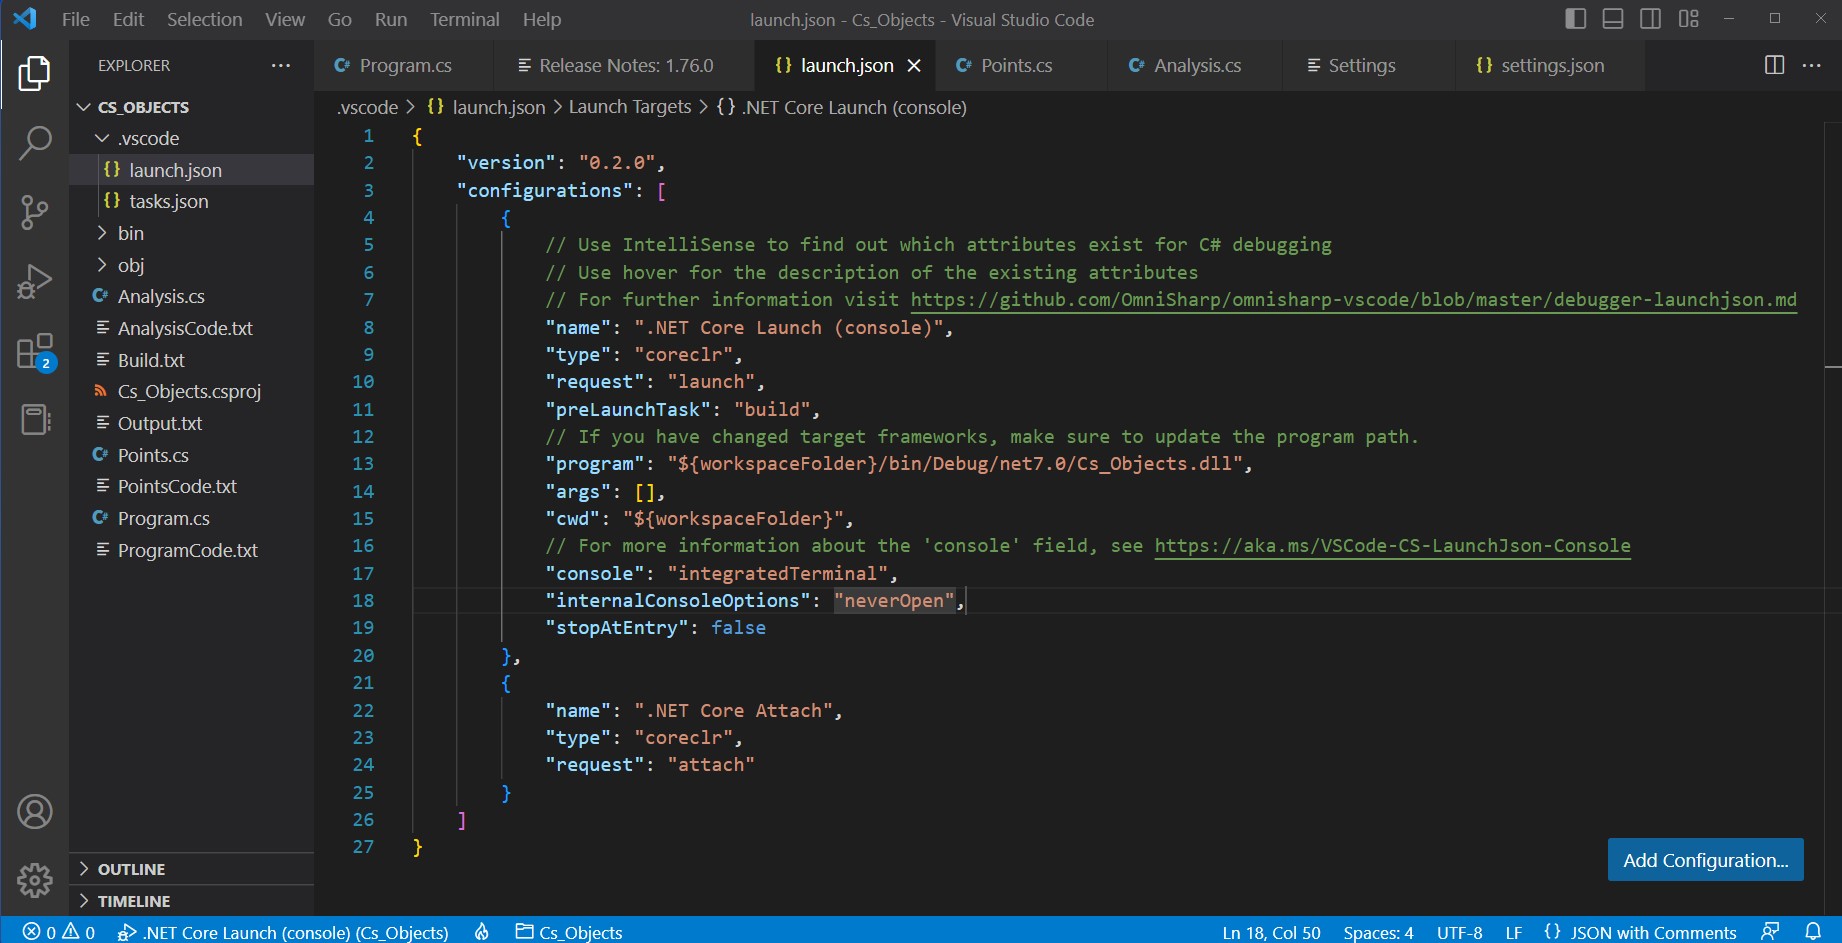 File Edit Selection View Go Run Terminal Help
launch.json - Cs_Objects - Visual Studio Code
EXPLORER
CS_OBJECTS
.vscode
{} launch.json
{} tasks.json
bin
obj
C# Analysis.cs
AnalysisCode.txt
Build.txt
Cs_Objects.csproj
Output.txt
C# Points.cs
PointsCode.txt
C# Program.cs
ProgramCode.txt
OUTLINE
TIMELINE
2
C# Program.cs
Release Notes: 1.76.0
{} launch.json
C# Points.cs
C# Analysis.cs
Settings
{} settings.json
.vscode > {} launch.json > Launch Targets > {} .NET Core Launch (console)
1 {
2 "version": "0.2.0",
3 "configurations": [
4 {
5 // Use IntelliSense to find out which attributes exist for C# debugging
6 // Use hover for the description of the existing attributes
7 // For further information visit https://github.com/OmniSharp/omnisharp-vscode/blob/master/debugger-launchjson.md
8 "name": ".NET Core Launch (console)",
9 "type": "coreclr",
10 "request": "launch",
11 "preLaunchTask": "build",
12 // If you have changed target frameworks, make sure to update the program path.
13 "program": "${workspaceFolder}/bin/Debug/net7.0/Cs_Objects.dll",
14 "args": [],
15 "cwd": "${workspaceFolder}",
16 // For more information about the 'console' field, see https://aka.ms/VSCode-CS-LaunchJson-Console
17 "console": "integratedTerminal",
18 "internalConsoleOptions": "neverOpen",
19 "stopAtEntry": false
20 },
21 {
22 "name": ".NET Core Attach",
23 "type": "coreclr",
24 "request": "attach"
25 }
26 ]
27 }
Add Configuration...
0 0 .NET Core Launch (console) (Cs_Objects) Cs_Objects
Ln 18, Col 50 Spaces: 4 UTF-8 LF {} JSON with Comments